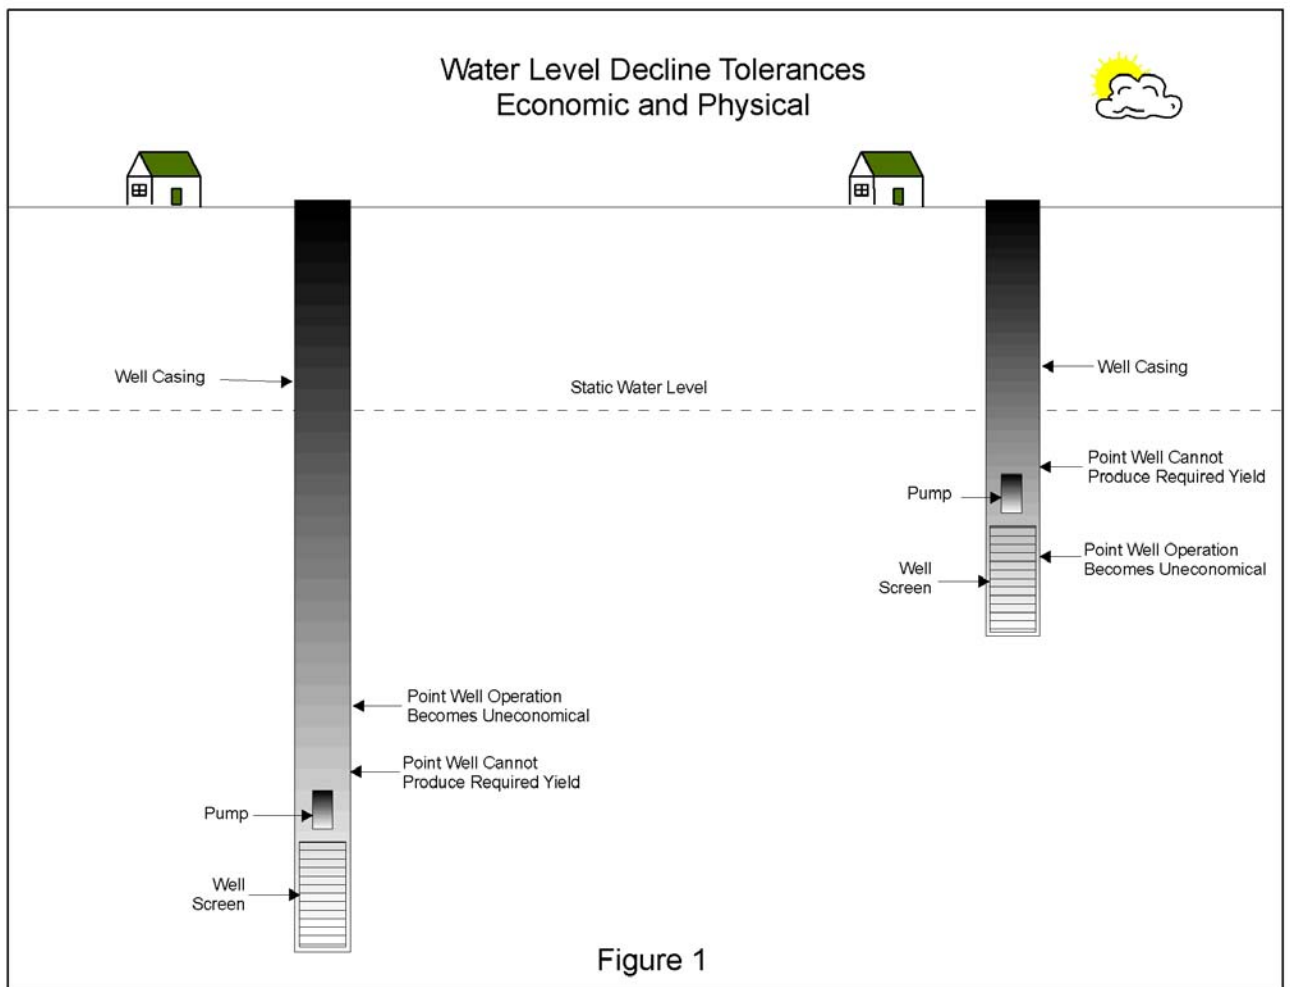 Water Level Decline Tolerances
Economic and Physical
Well Casing
Static Water Level
Well Casing
Point Well Cannot
Produce Required Yield
Pump
Point Well Operation
Becomes Uneconomical
Well
Screen
Point Well Operation
Becomes Uneconomical
Point Well Cannot
Produce Required Yield
Pump
Well
Screen
Figure 1